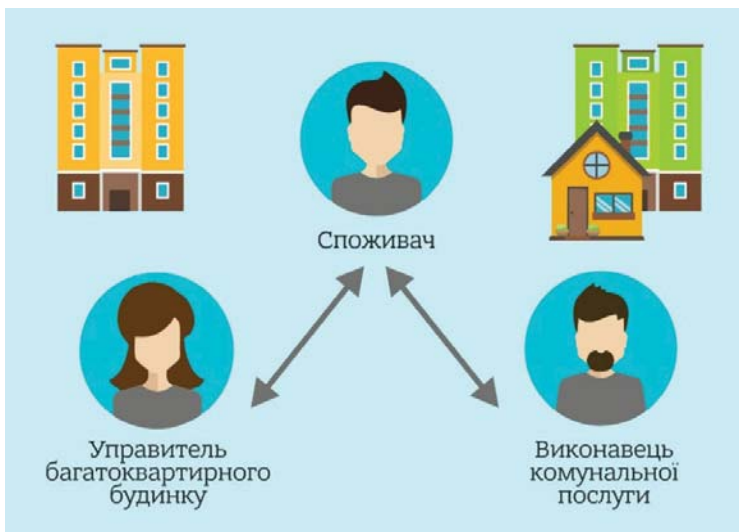 Споживач
Управитель
багатоквартирного
будинку
Виконавець
комунальної
послуги